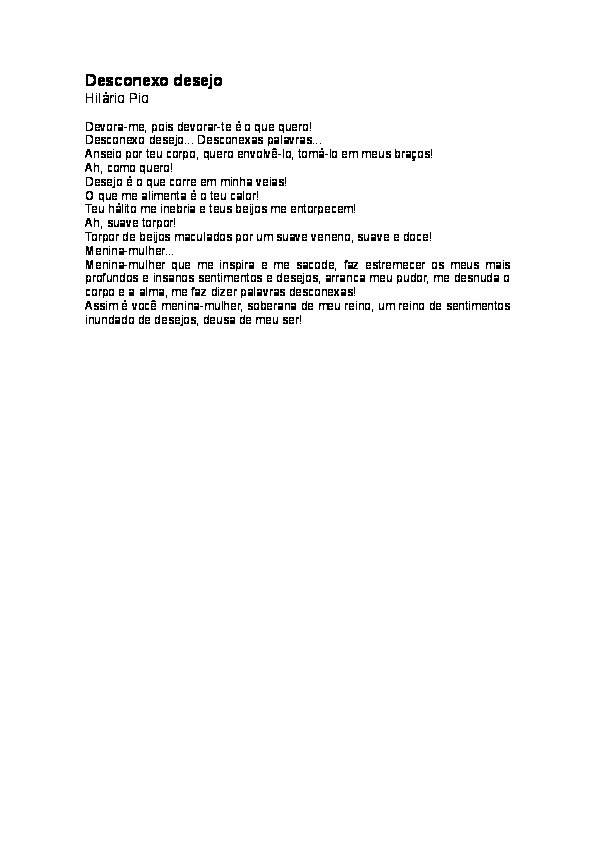 Desconexo desejo
Hilário Pio
Devora-me, pois devorar-te é o que quero!
Desconexo desejo... Desconexas palavras...
Anseio por teu corpo, quero envolvê-lo, tomá-lo em meus braços!
Ah, como quero!
Desejo é o que corre em minha veias!
O que me alimenta é o teu calor!
Teu hálito me inebria e teus beijos me entorpecem!
Ah, suave torpor!
Torpor de beijos maculados por um suave veneno, suave e doce!
Menina-mulher...
Menina-mulher que me inspira e me sacode, faz estremecer os meus mais
profundos e insanos sentimentos e desejos, arranca meu pudor, me desnuda o
corpo e a alma, me faz dizer palavras desconexas!
Assim é você menina-mulher, soberana de meu reino, um reino de sentimentos
inundado de desejos, deusa de meu ser!